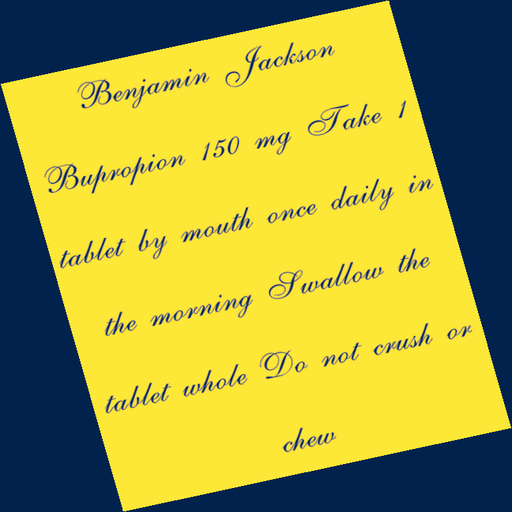 Benjamin Jackson
Bupropion 150 mg Take 1
tablet by mouth once daily in
the morning Swallow the
tablet whole Do not crush or
chew